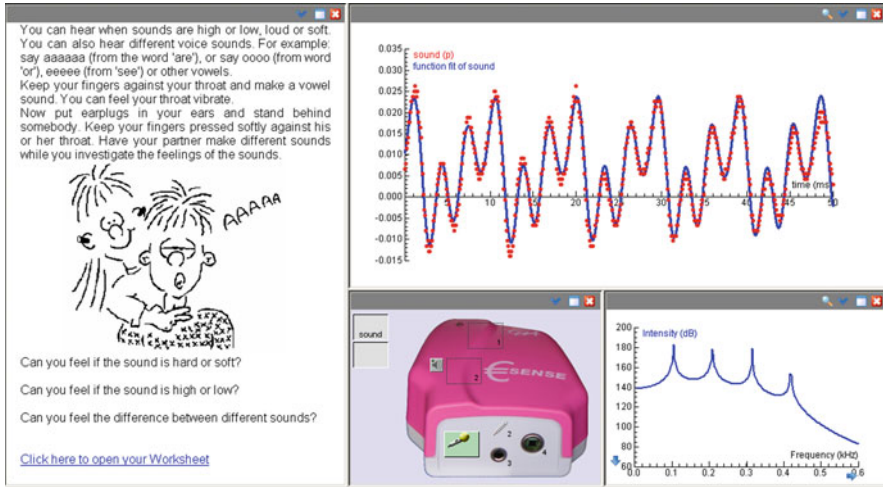 You can hear when sounds are high or low, loud or soft.
You can also hear different voice sounds. For example:
say aaaaaa (from the word 'are'), or say oooo (from word
'or'), eeeee (from 'see') or other vowels.
Keep your fingers against your throat and make a vowel
sound. You can feel your throat vibrate.
Now put earplugs in your ears and stand behind
somebody. Keep your fingers pressed softly against his
or her throat. Have your partner make different sounds
while you investigate the feelings of the sounds.
AAAAA
Can you feel if the sound is hard or soft?
Can you feel if the sound is high or low?
Can you feel the difference between different sounds?
Click here to open your Worksheet
sound (p)
function fit of sound
0.035
0.030
0.025
0.020
0.015
0.010
0.005
0.000
-0.005
-0.010
-0.015
10
15
20
25
30
35
40
45
50
time (ms)
sound
1
2
€SENSE
2
3
4
Intensity (dB)
200
180
160
140
120
100
80
60
0.0
0.1
0.2
0.3
0.4
0.5
0.6
Frequency (kHz)